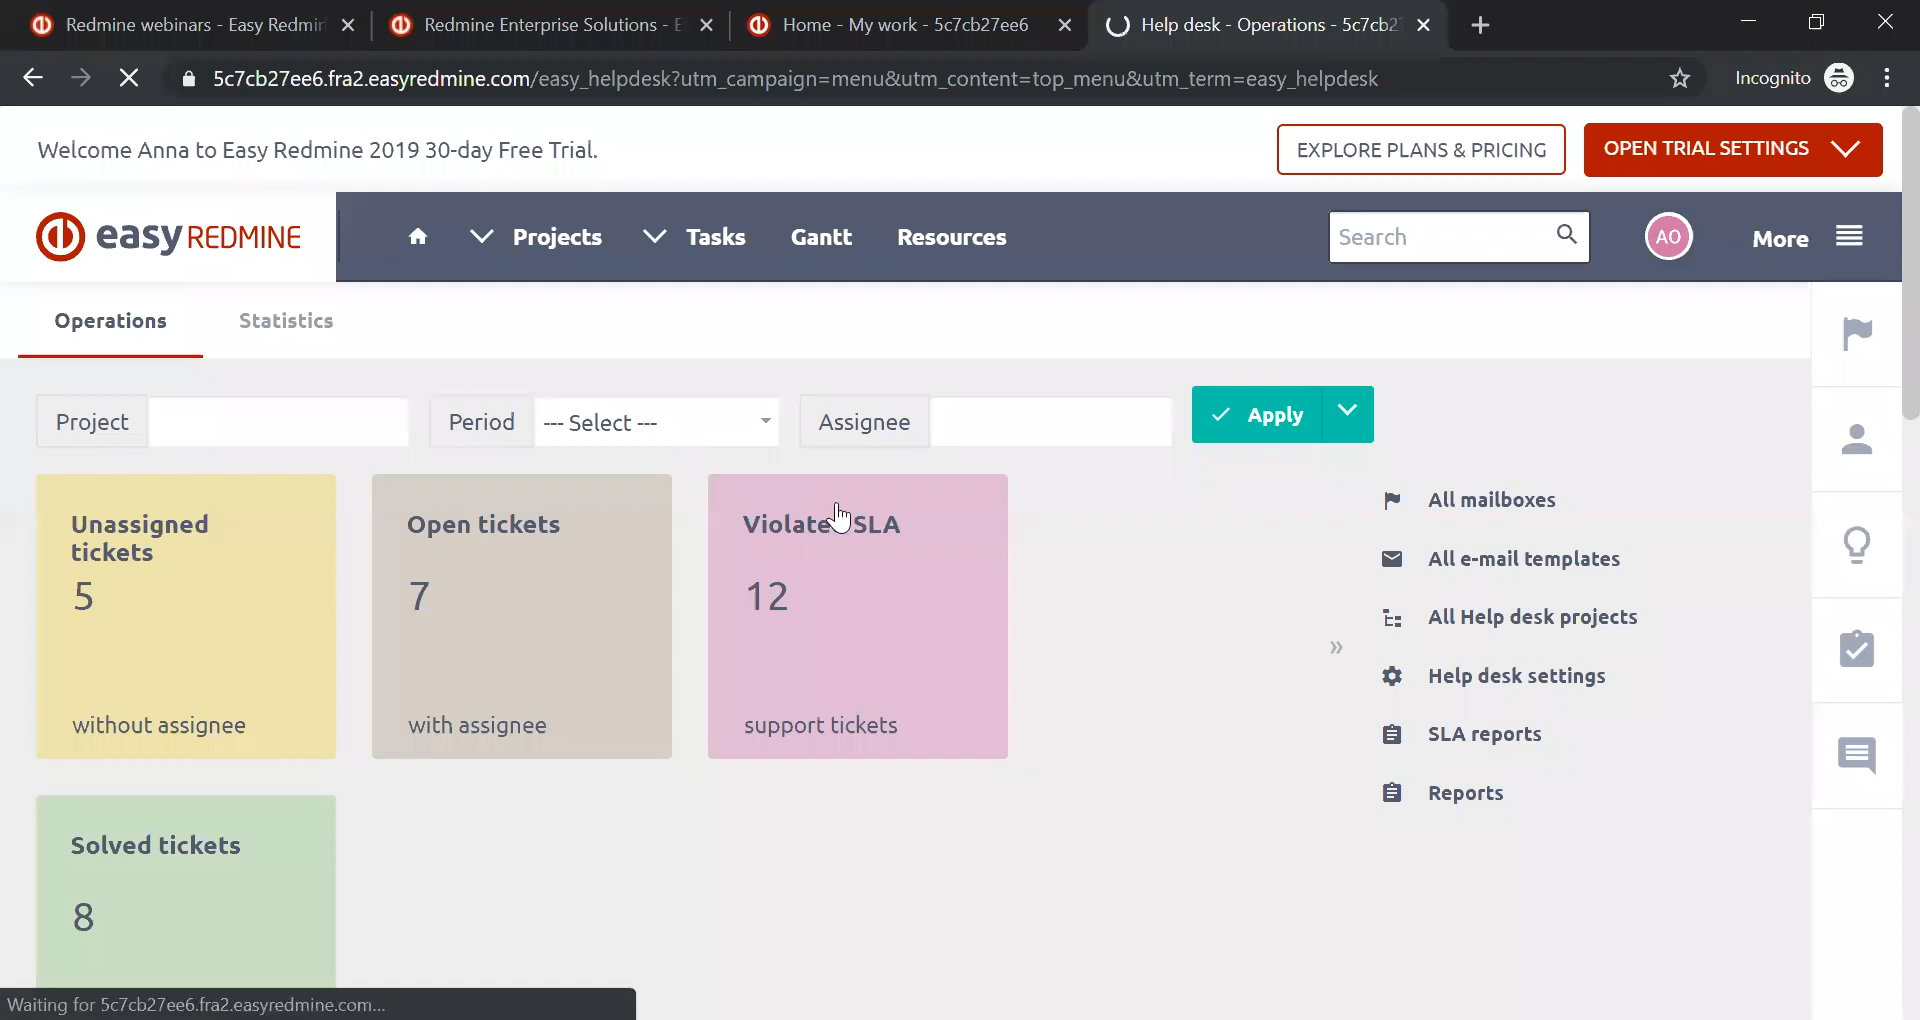 Redmine webinars - Easy Redmin
Redmine Enterprise Solutions - E
Home - My work - 5c7cb27ee6
Help desk - Operations - 5c7cb2
5c7cb27ee6.fra2.easyredmine.com/easy_helpdesk?utm_campaign=menu&utm_content=top_menu&utm_term=easy_helpdesk
Incognito
Welcome Anna to Easy Redmine 2019 30-day Free Trial.
EXPLORE PLANS & PRICING
OPEN TRIAL SETTINGS
easy REDMINE
Projects
Tasks
Gantt
Resources
Search
AO
More
Operations
Statistics
Project
Period
--- Select ---
Assignee
Apply
Unassigned
tickets
5
without assignee
Open tickets
7
with assignee
Violate SLA
12
support tickets
All mailboxes
All e-mail templates
All Help desk projects
Help desk settings
SLA reports
Reports
Solved tickets
8
Waiting for 5c7cb27ee6.fra2.easyredmine.com...